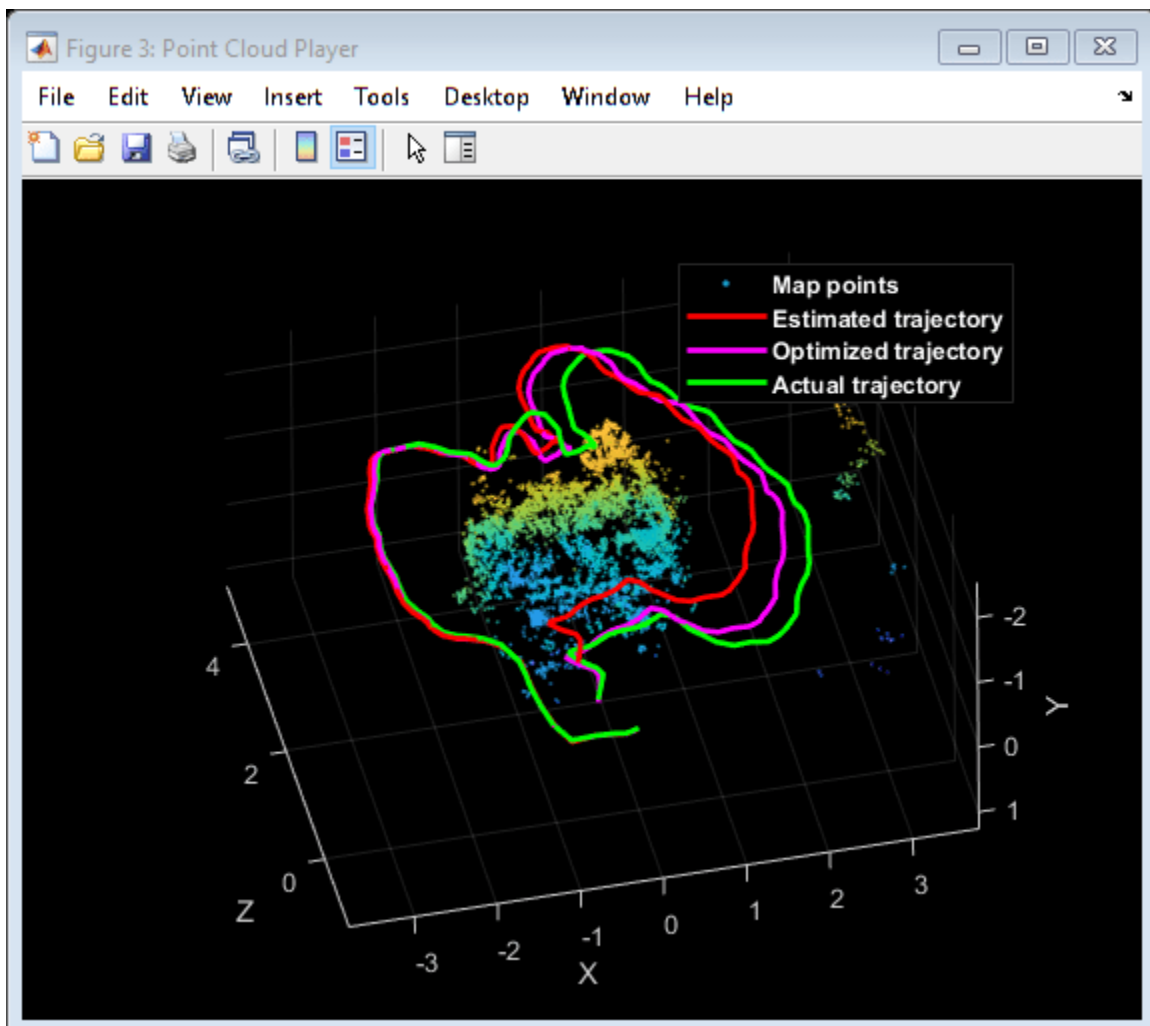 Figure 3: Point Cloud Player
File Edit View Insert Tools Desktop Window Help
Map points
Estimated trajectory
Optimized trajectory
Actual trajectory
4
2
0
Z
-3
-2
-1
0
1
2
3
X
-2
-1
0
1
Y